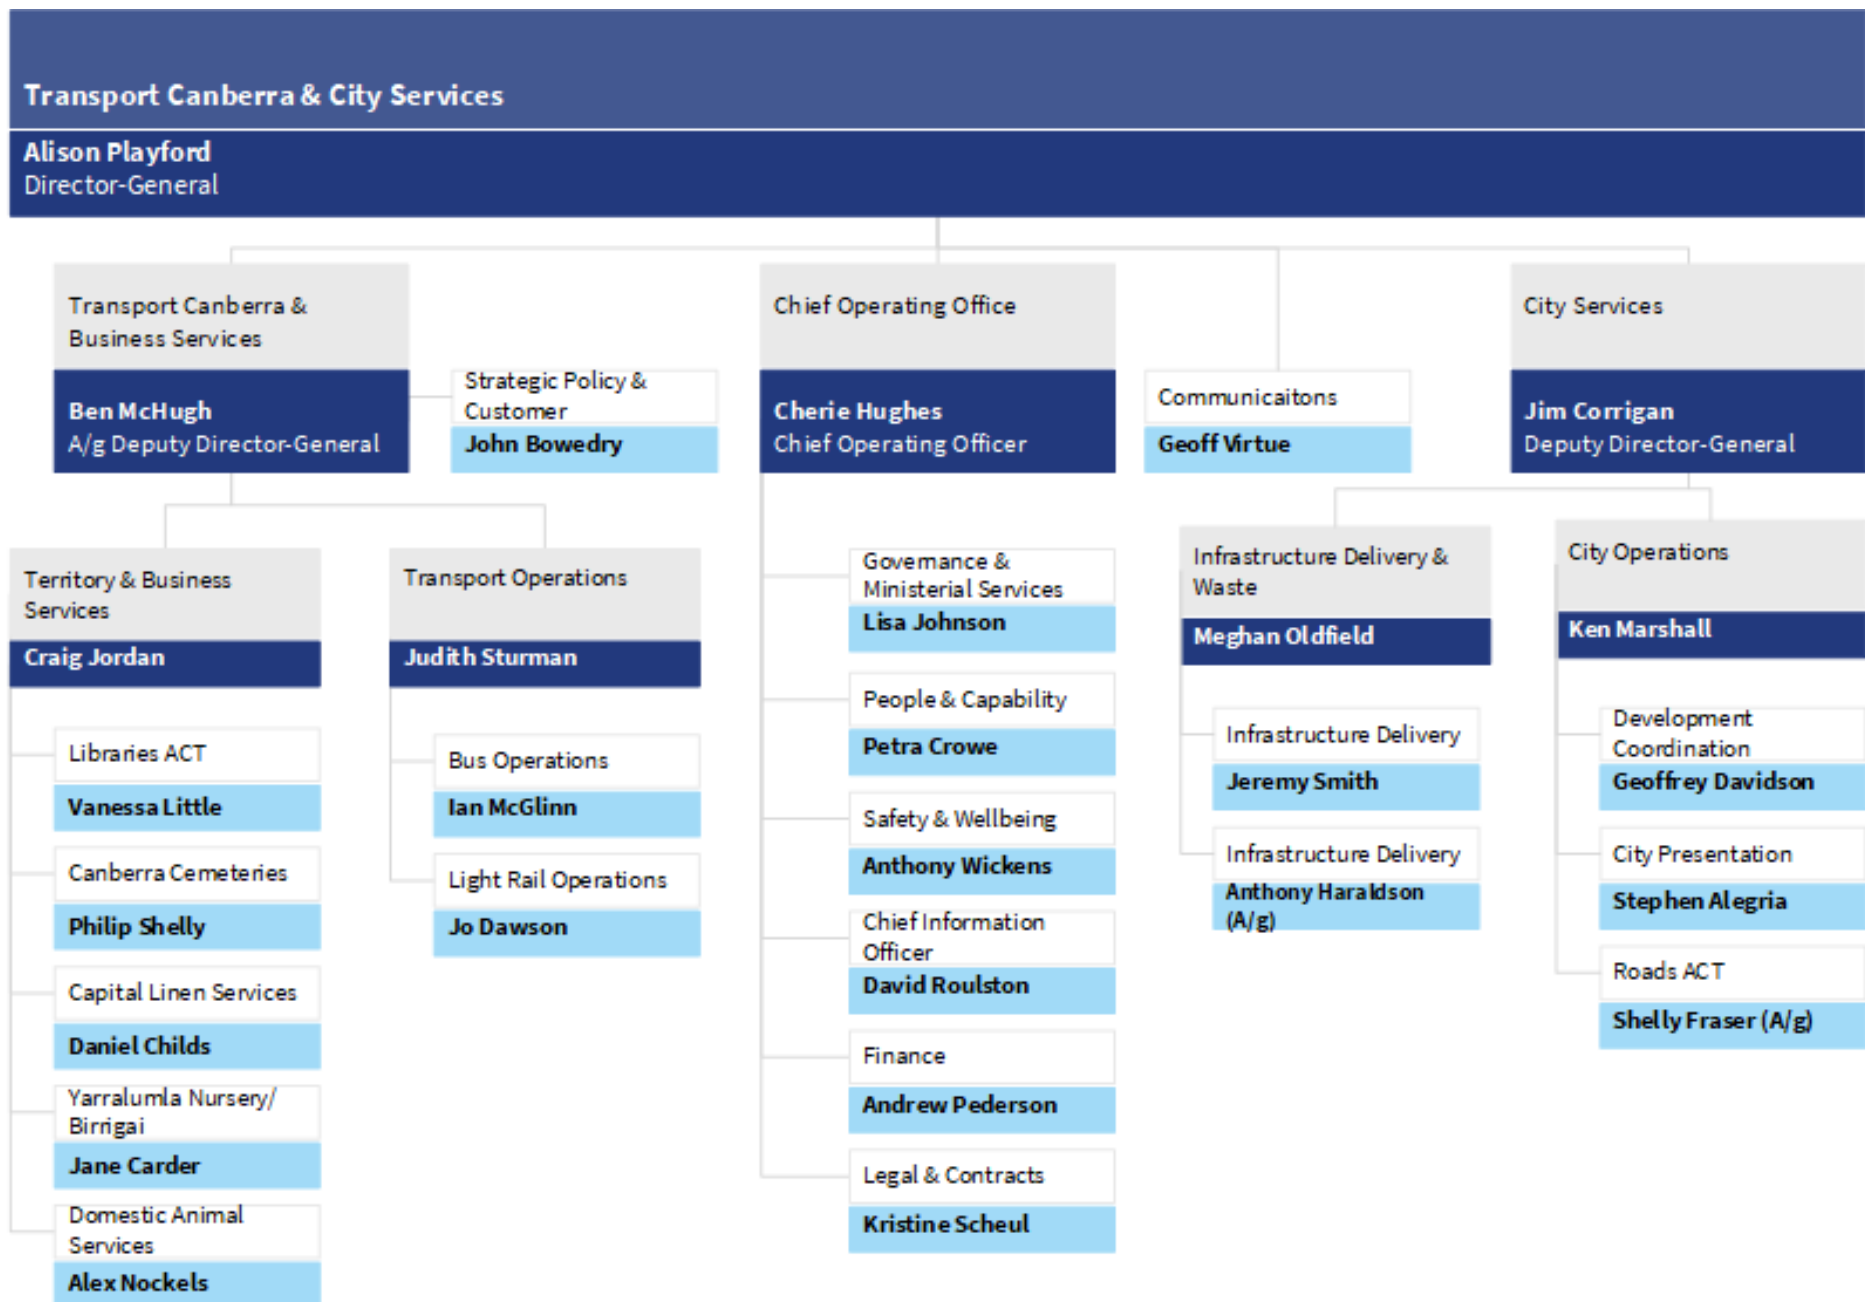 Transport Canberra & City Services
Alison Playford
Director-General
Transport Canberra &
Business Services
Ben McHugh
A/g Deputy Director-General
Strategic Policy &
Customer
John Bowedry
Chief Operating Office
Cherie Hughes
Chief Operating Officer
Communicaitons
Geoff Virtue
City Services
Jim Corrigan
Deputy Director-General
Territory & Business
Services
Craig Jordan
Libraries ACT
Vanessa Little
Canberra Cemeteries
Philip Shelly
Capital Linen Services
Daniel Childs
Yarralumla Nursery/
Birrigai
Jane Carder
Domestic Animal
Services
Alex Nockels
Transport Operations
Judith Sturman
Bus Operations
Ian McGlinn
Light Rail Operations
Jo Dawson
Governance &
Ministerial Services
Lisa Johnson
People & Capability
Petra Crowe
Safety & Wellbeing
Anthony Wickens
Chief Information
Officer
David Roulston
Finance
Andrew Pederson
Legal & Contracts
Kristine Scheul
Infrastructure Delivery &
Waste
Meghan Oldfield
Infrastructure Delivery
Jeremy Smith
Infrastructure Delivery
Anthony Haraldson
(A/g)
City Operations
Ken Marshall
Development
Coordination
Geoffrey Davidson
City Presentation
Stephen Alegria
Roads ACT
Shelly Fraser (A/g)